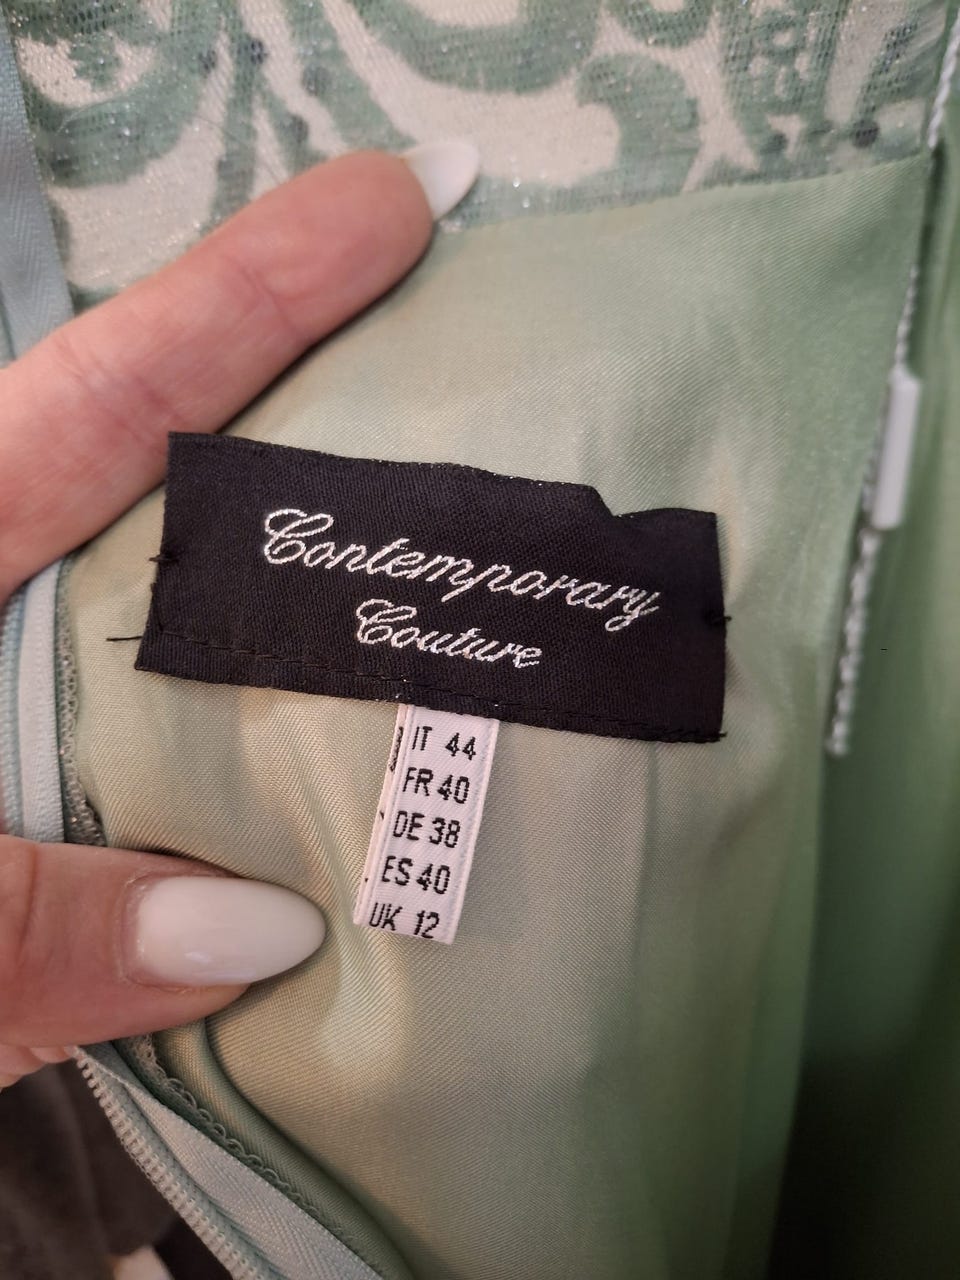 Contemporary
Couture
IT 44
FR 40
DE 38
ES 40
UK 12